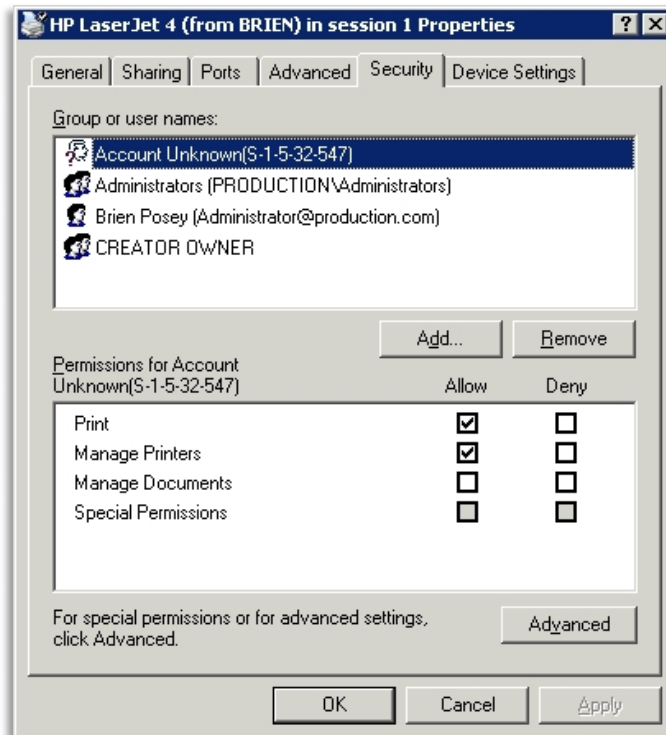 HP LaserJet 4 (from BRIEN) in session 1 Properties
General Sharing Ports Advanced Security Device Settings
Group or user names:
Account Unknown(S-1-5-32-547)
Administrators (PRODUCTION\Administrators)
Brien Posey (Administrator@production.com)
CREATOR OWNER
Add... Remove
Permissions for Account
Unknown(S-1-5-32-547) Allow Deny
Print
Manage Printers
Manage Documents
Special Permissions
For special permissions or for advanced settings,
click Advanced.
Advanced
OK Cancel Apply